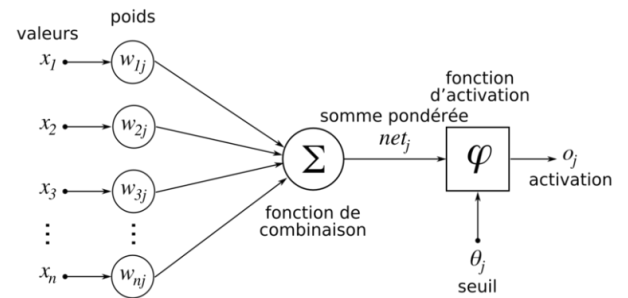 poids
valeurs
x₁
w₁ⱼ
x₂
w₂ⱼ
x₃
w₃ⱼ
⋮
⋮
xₙ
wₙⱼ
Σ
fonction de
combinaison
somme pondérée
netⱼ
fonction
d'activation
φ
oⱼ
activation
θⱼ
seuil